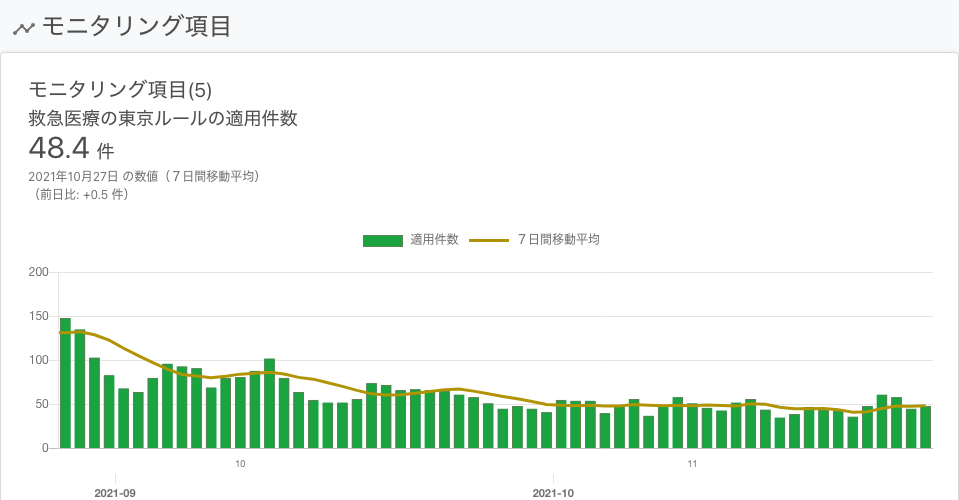 モニタリング項目
モニタリング項目(5)
救急医療の東京ルールの適用件数
48.4 件
2021年10月27日 の数値（７日間移動平均）
（前日比: +0.5 件）
適用件数 ７日間移動平均
200
150
100
50
0
10 11
2021-09 2021-10